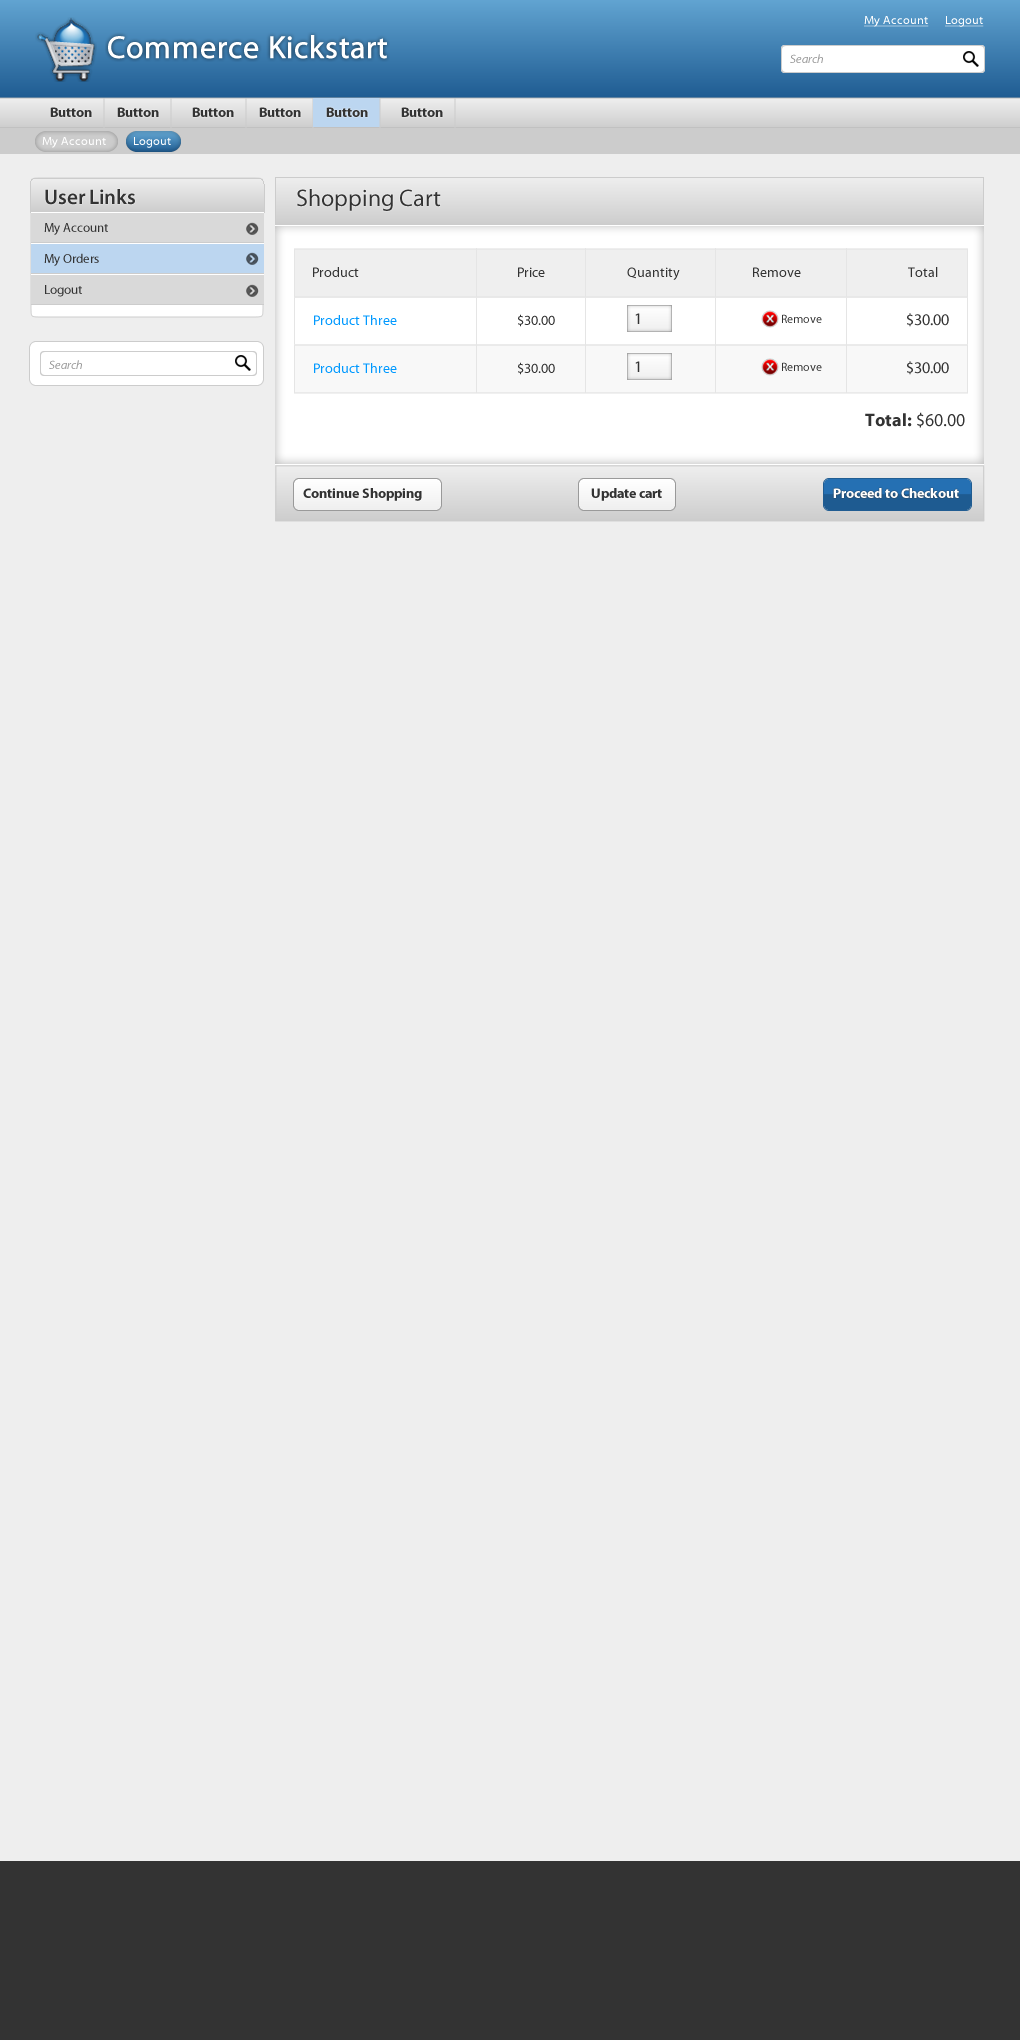 My Account Logout
Commerce Kickstart
Search
Button Button Button Button Button Button
My Account Logout
User Links
My Account
My Orders
Logout
Search
Shopping Cart
Product Price Quantity Remove Total
Product Three $30.00 1 Remove $30.00
Product Three $30.00 1 Remove $30.00
Total: $60.00
Continue Shopping Update cart Proceed to Checkout